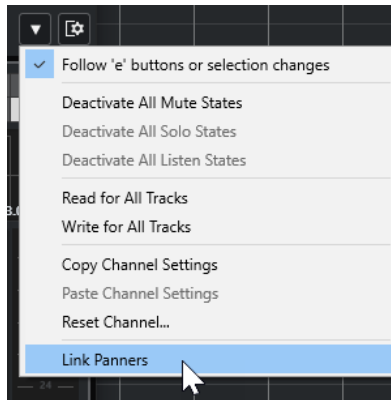 Follow 'e' buttons or selection changes
Deactivate All Mute States
Deactivate All Solo States
Deactivate All Listen States
Read for All Tracks
Write for All Tracks
Copy Channel Settings
Paste Channel Settings
Reset Channel...
Link Panners
24